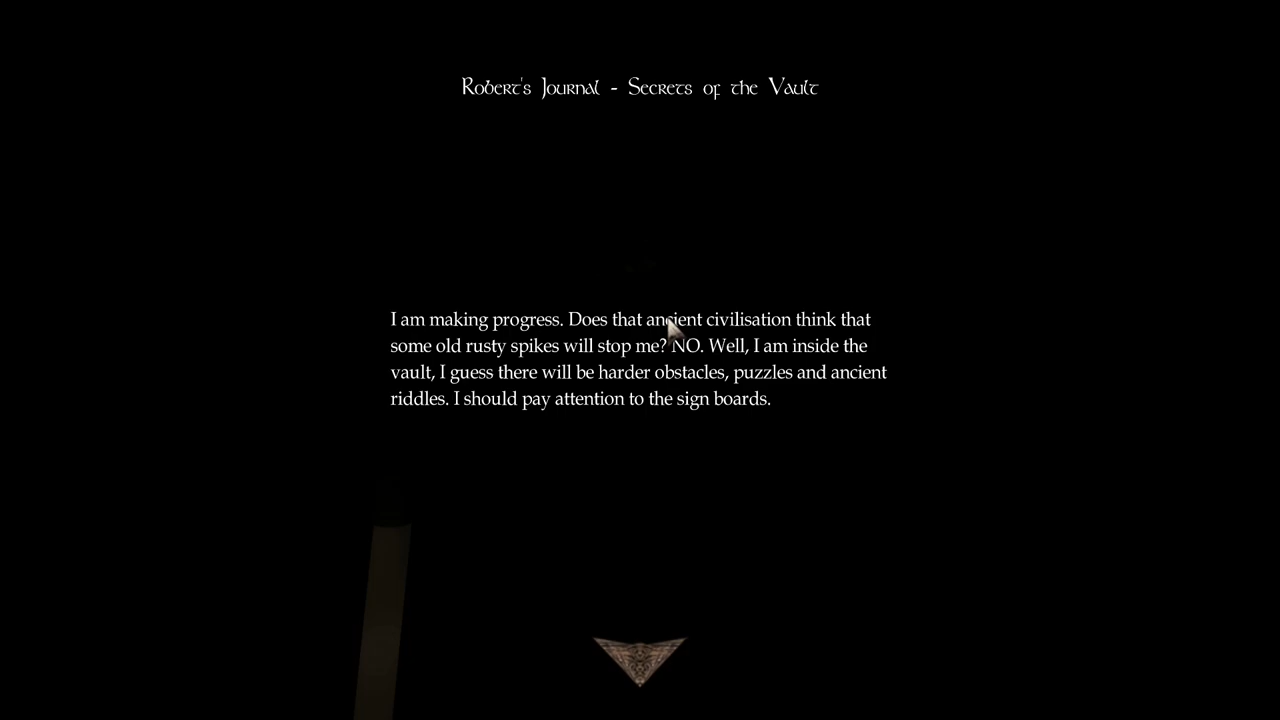 Robert's Journal - Secrets of the Vault
I am making progress. Does that ancient civilisation think that
some old rusty spikes will stop me? NO. Well, I am inside the
vault, I guess there will be harder obstacles, puzzles and ancient
riddles. I should pay attention to the sign boards.